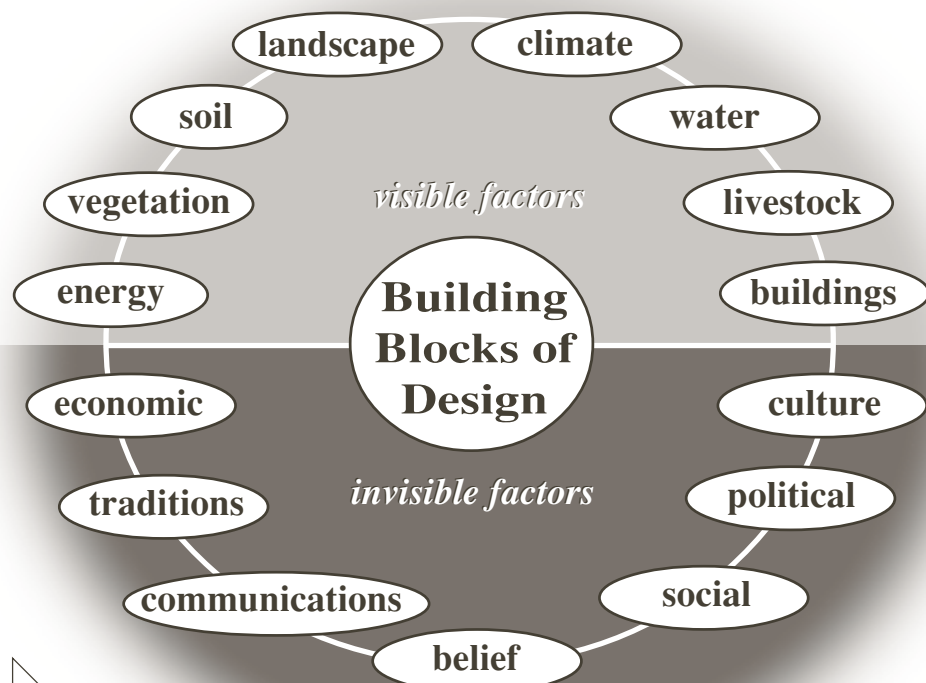 landscape
climate
soil
water
vegetation
visible factors
livestock
energy
Building
Blocks of
Design
buildings
economic
culture
traditions
invisible factors
political
communications
social
belief